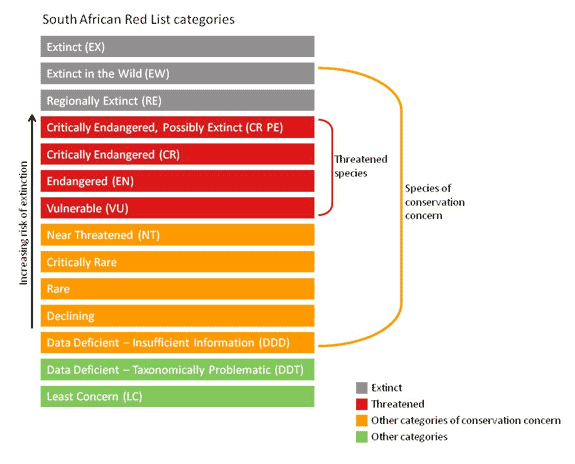 South African Red List categories
Extinct (EX)
Extinct in the Wild (EW)
Regionally Extinct (RE)
Critically Endangered, Possibly Extinct (CR PE)
Critically Endangered (CR)
Endangered (EN)
Vulnerable (VU)
Near Threatened (NT)
Critically Rare
Rare
Declining
Data Deficient – Insufficient Information (DDD)
Data Deficient – Taxonomically Problematic (DDT)
Least Concern (LC)
Increasing risk of extinction
Threatened
species
Species of
conservation
concern
Extinct
Threatened
Other categories of conservation concern
Other categories